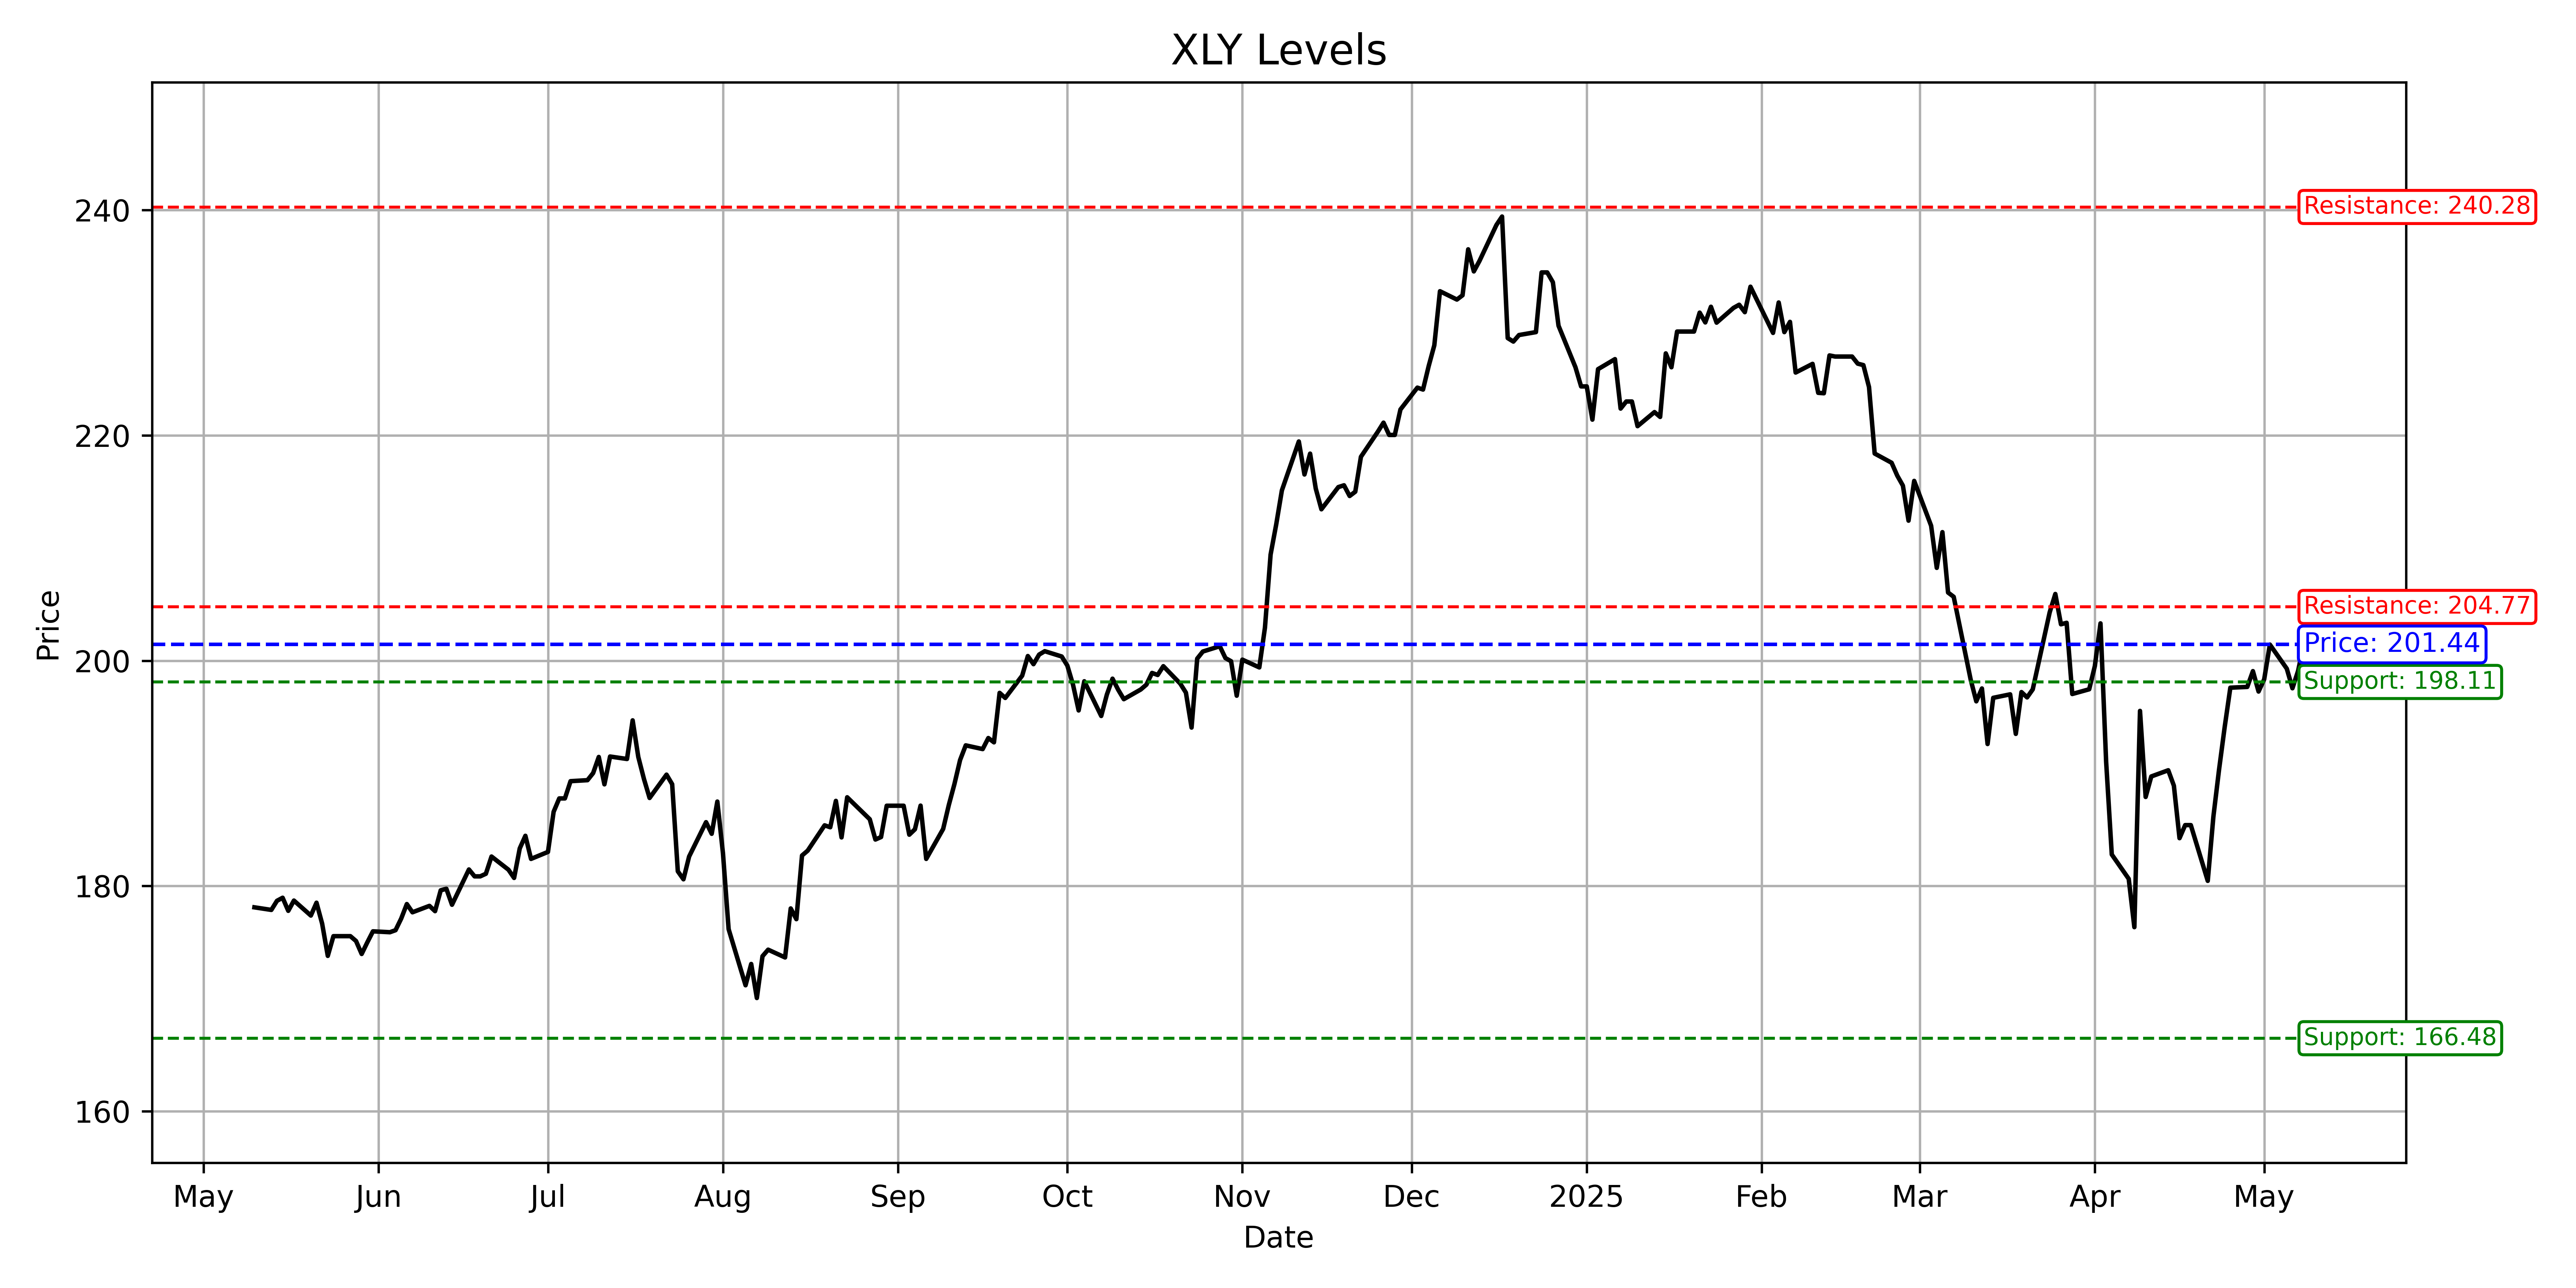 XLY Levels
Price
240
220
200
180
160
Resistance: 240.28
Resistance: 204.77
Price: 201.44
Support: 198.11
Support: 166.48
May Jun Jul Aug Sep Oct Nov Dec 2025 Feb Mar Apr May
Date